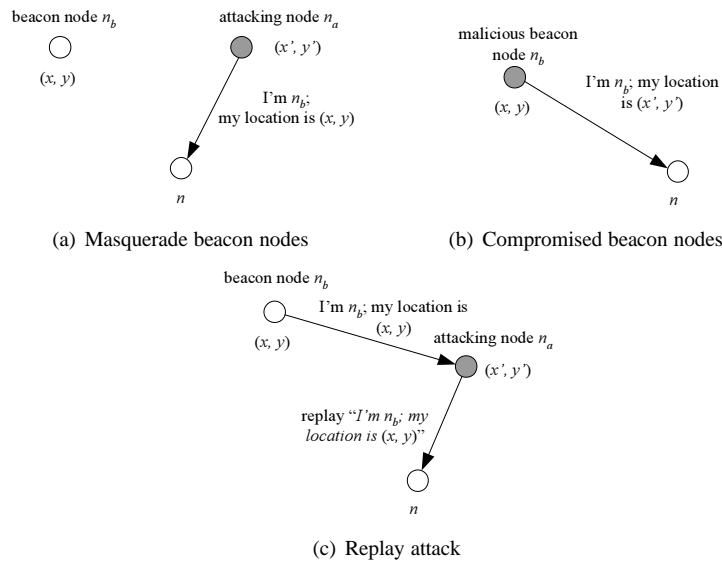 beacon node n_b
(x, y)
attacking node n_a
(x', y')
I'm n_b;
my location is (x, y)
n
(a) Masquerade beacon nodes
malicious beacon
node n_b
(x, y)
I'm n_b; my location
is (x', y')
n
(b) Compromised beacon nodes
beacon node n_b
(x, y)
I'm n_b; my location is
(x, y)
attacking node n_a
(x', y')
replay “I'm n_b; my
location is (x, y)”
n
(c) Replay attack